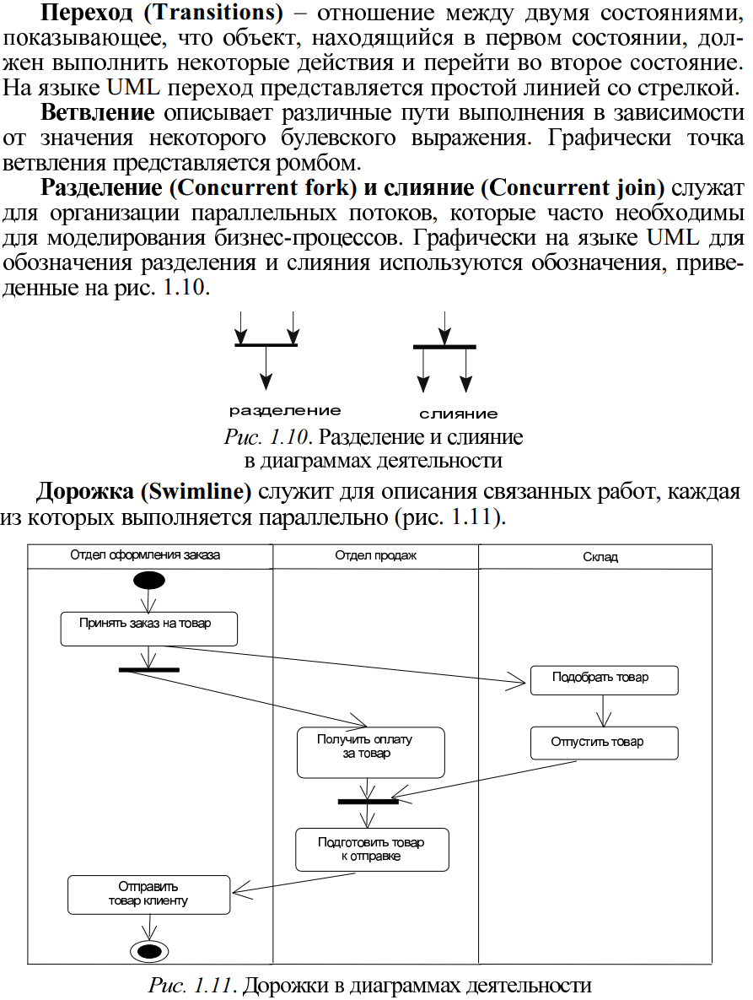 Переход (Transitions) – отношение между двумя состояниями,
показывающее, что объект, находящийся в первом состоянии, дол-
жен выполнить некоторые действия и перейти во второе состояние.
На языке UML переход представляется простой линией со стрелкой.
Ветвление описывает различные пути выполнения в зависимости
от значения некоторого булевского выражения. Графически точка
ветвления представляется ромбом.
Разделение (Concurrent fork) и слияние (Concurrent join) служат
для организации параллельных потоков, которые часто необходимы
для моделирования бизнес-процессов. Графически на языке UML для
обозначения разделения и слияния используются обозначения, приве-
денные на рис. 1.10.
разделение
слияние
Рис. 1.10. Разделение и слияние
в диаграммах деятельности
Дорожка (Swimline) служит для описания связанных работ, каждая
из которых выполняется параллельно (рис. 1.11).
Отдел оформления заказа
Отдел продаж
Склад
Принять заказ на товар
Подобрать товар
Получить оплату
за товар
Отпустить товар
Подготовить товар
к отправке
Отправить
товар клиенту
Рис. 1.11. Дорожки в диаграммах деятельности